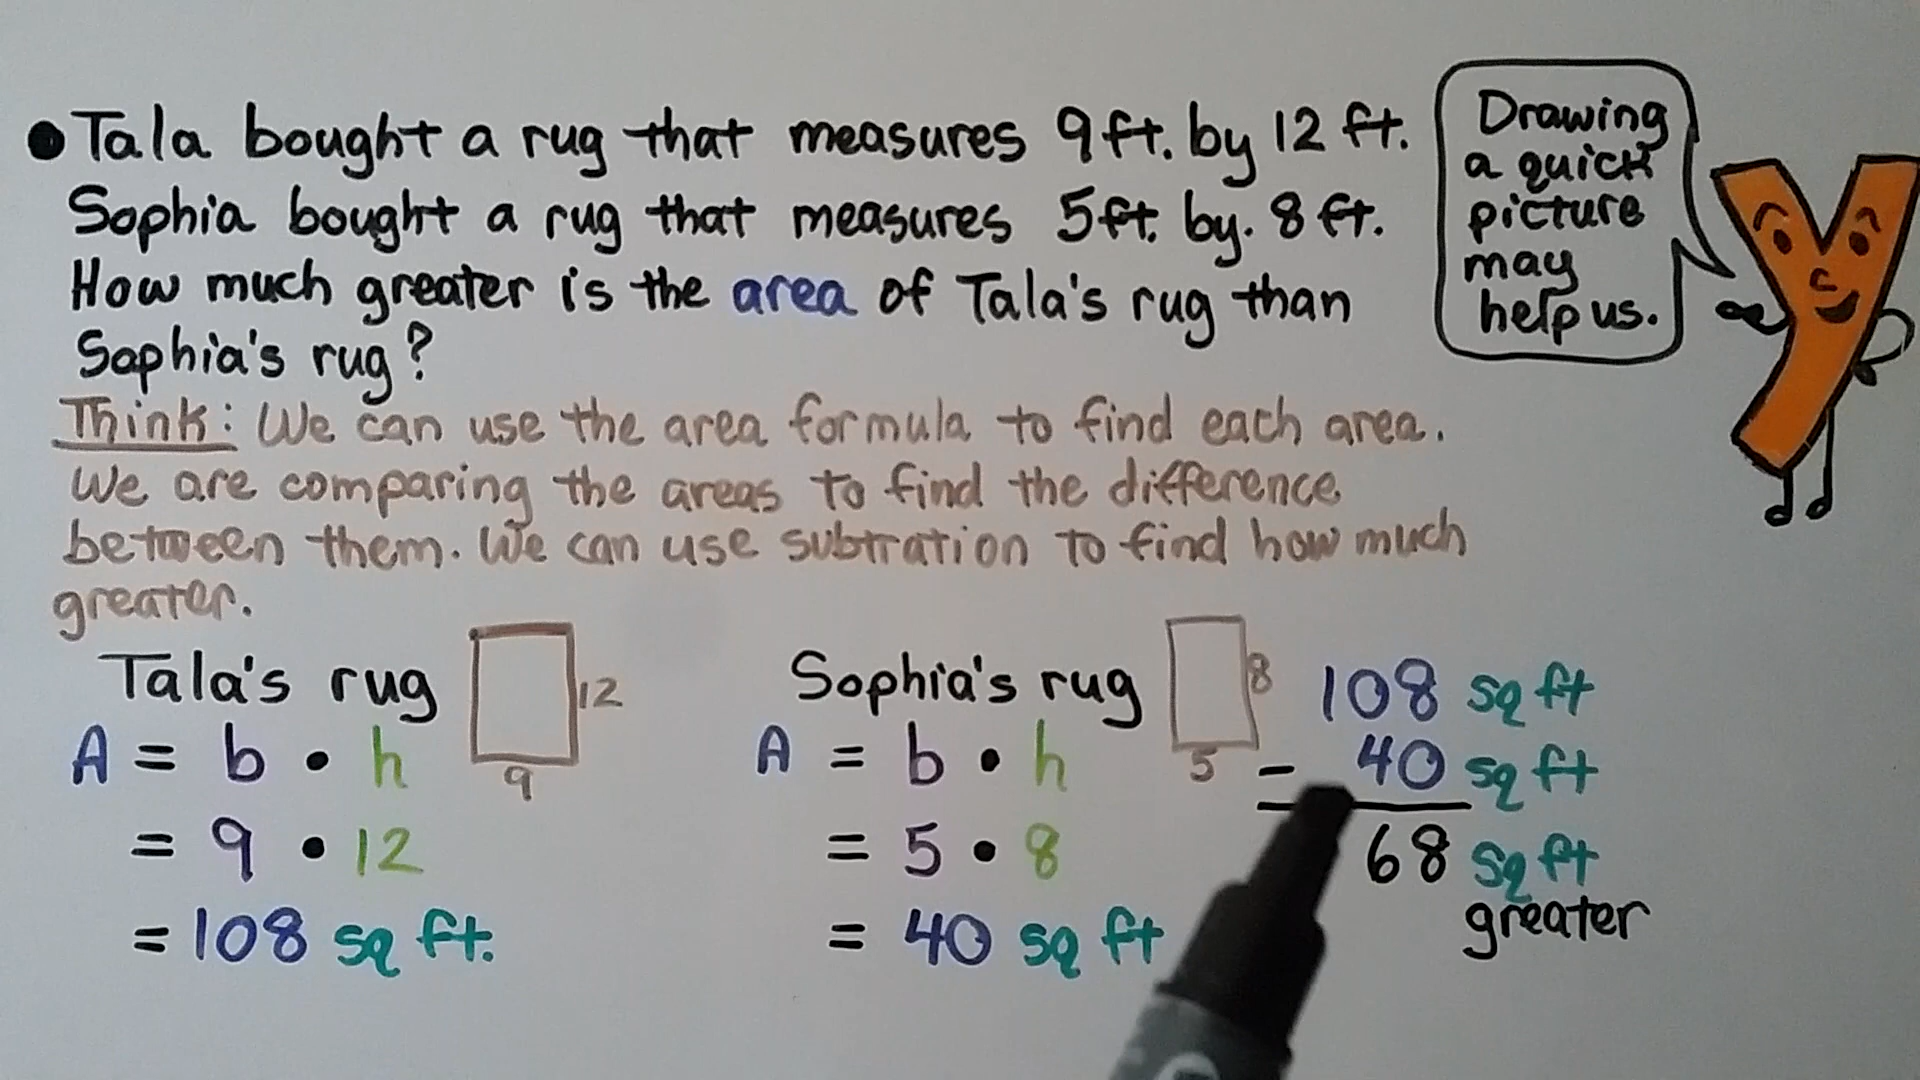 ● Tala bought a rug that measures 9 ft. by 12 ft.
Sophia bought a rug that measures 5 ft. by. 8 ft.
How much greater is the area of Tala's rug than
Sophia's rug?
Drawing
a quick
picture
may
help us.
Think: We can use the area formula to find each area.
We are comparing the areas to find the difference
between them. We can use subtration to find how much
greater.
Tala's rug
12
9
A = b • h
= 9 • 12
= 108 sq ft.
Sophia's rug
8
5
A = b • h
= 5 • 8
= 40 sq ft
108 sq ft
- 40 sq ft
68 sq ft
greater